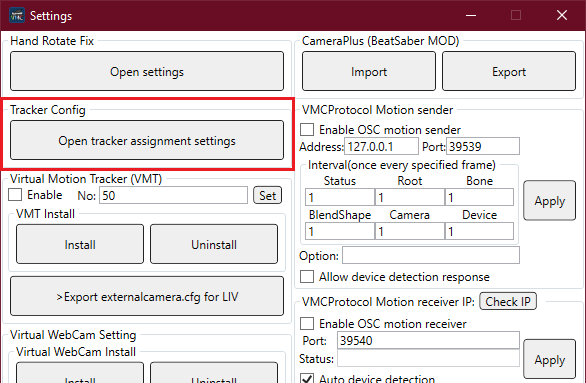 VMC
Settings
Hand Rotate Fix
Open settings
Tracker Config
Open tracker assignment settings
Virtual Motion Tracker (VMT)
Enable No: 50 Set
VMT Install
Install Uninstall
>Export externalcamera.cfg for LIV
Virtual WebCam Setting
Virtual WebCam Install
Install Uninstall
CameraPlus (BeatSaber MOD)
Import Export
VMCProtocol Motion sender
Enable OSC motion sender
Address: 127.0.0.1 Port: 39539
Interval(once every specified frame)
Status Root Bone
1 1 1
BlendShape Camera Device
1 1 1
Apply
Option:
Allow device detection response
VMCProtocol Motion receiver IP: Check IP
Enable OSC motion receiver
Port: 39540
Status:
Apply
Auto device detection